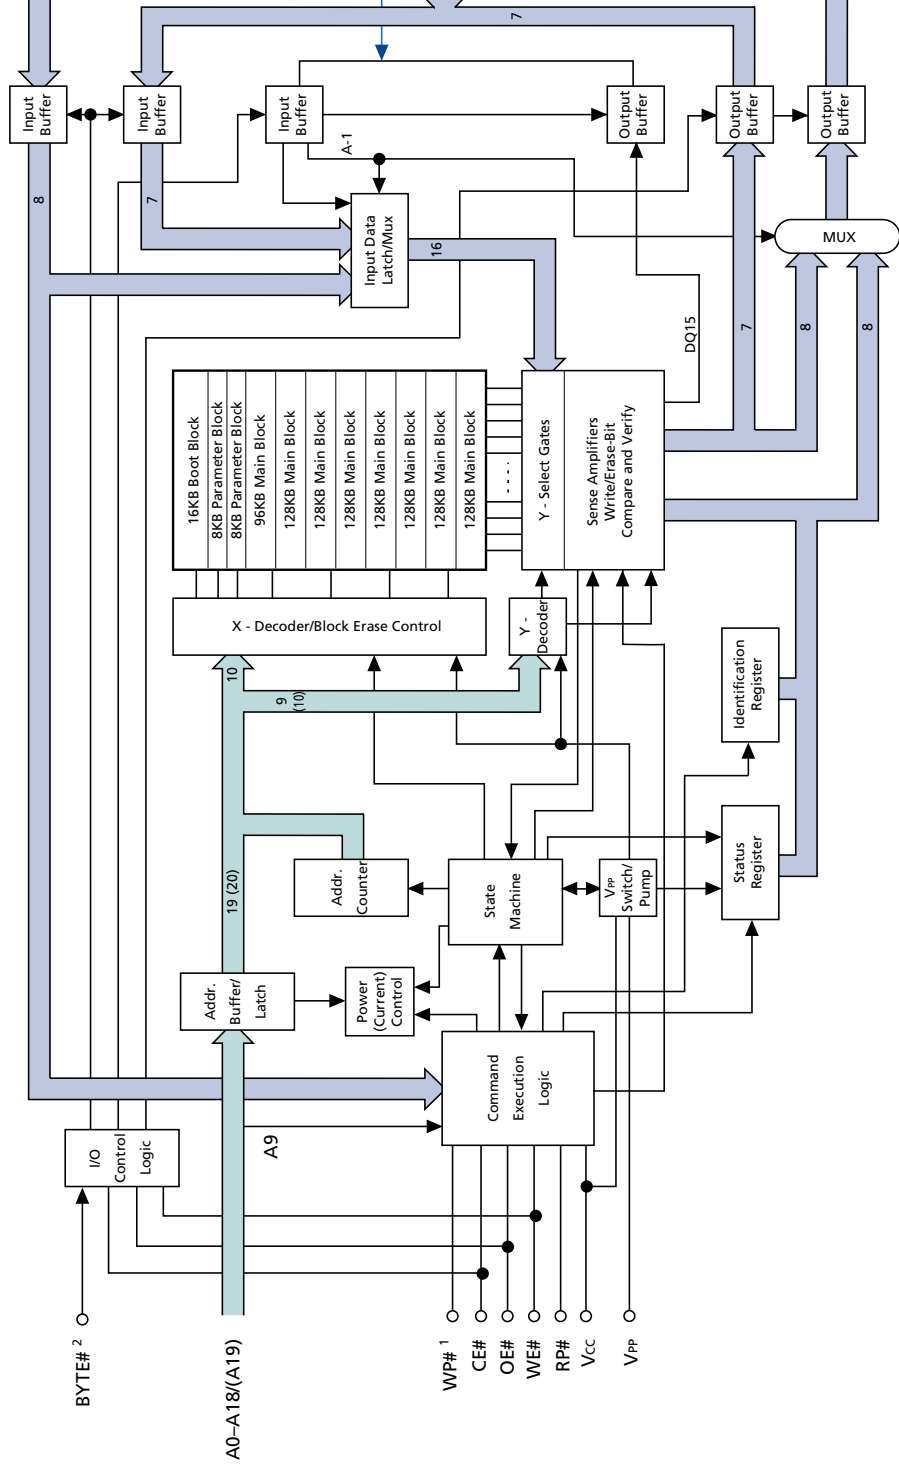 7
Input
Buffer
Input
Buffer
Input
Buffer
Output
Buffer
Output
Buffer
Output
Buffer
A-1
8
7
Input Data
Latch/Mux
16
MUX
DQ15
7
8
8
16KB Boot Block
8KB Parameter Block
8KB Parameter Block
96KB Main Block
128KB Main Block
128KB Main Block
128KB Main Block
128KB Main Block
128KB Main Block
128KB Main Block
128KB Main Block
Y - Select Gates
Sense Amplifiers
Write/Erase-Bit
Compare and Verify
X - Decoder/Block Erase Control
Y -
Decoder
10
9
(10)
Identification
Register
19 (20)
Addr.
Counter
State
Machine
VPP
Switch/
Pump
Status
Register
Addr.
Buffer/
Latch
Power
(Current)
Control
Command
Execution
Logic
I/O
Control
Logic
A9
BYTE# 2
A0–A18/(A19)
WP# 1
CE#
OE#
WE#
RP#
VCC
VPP